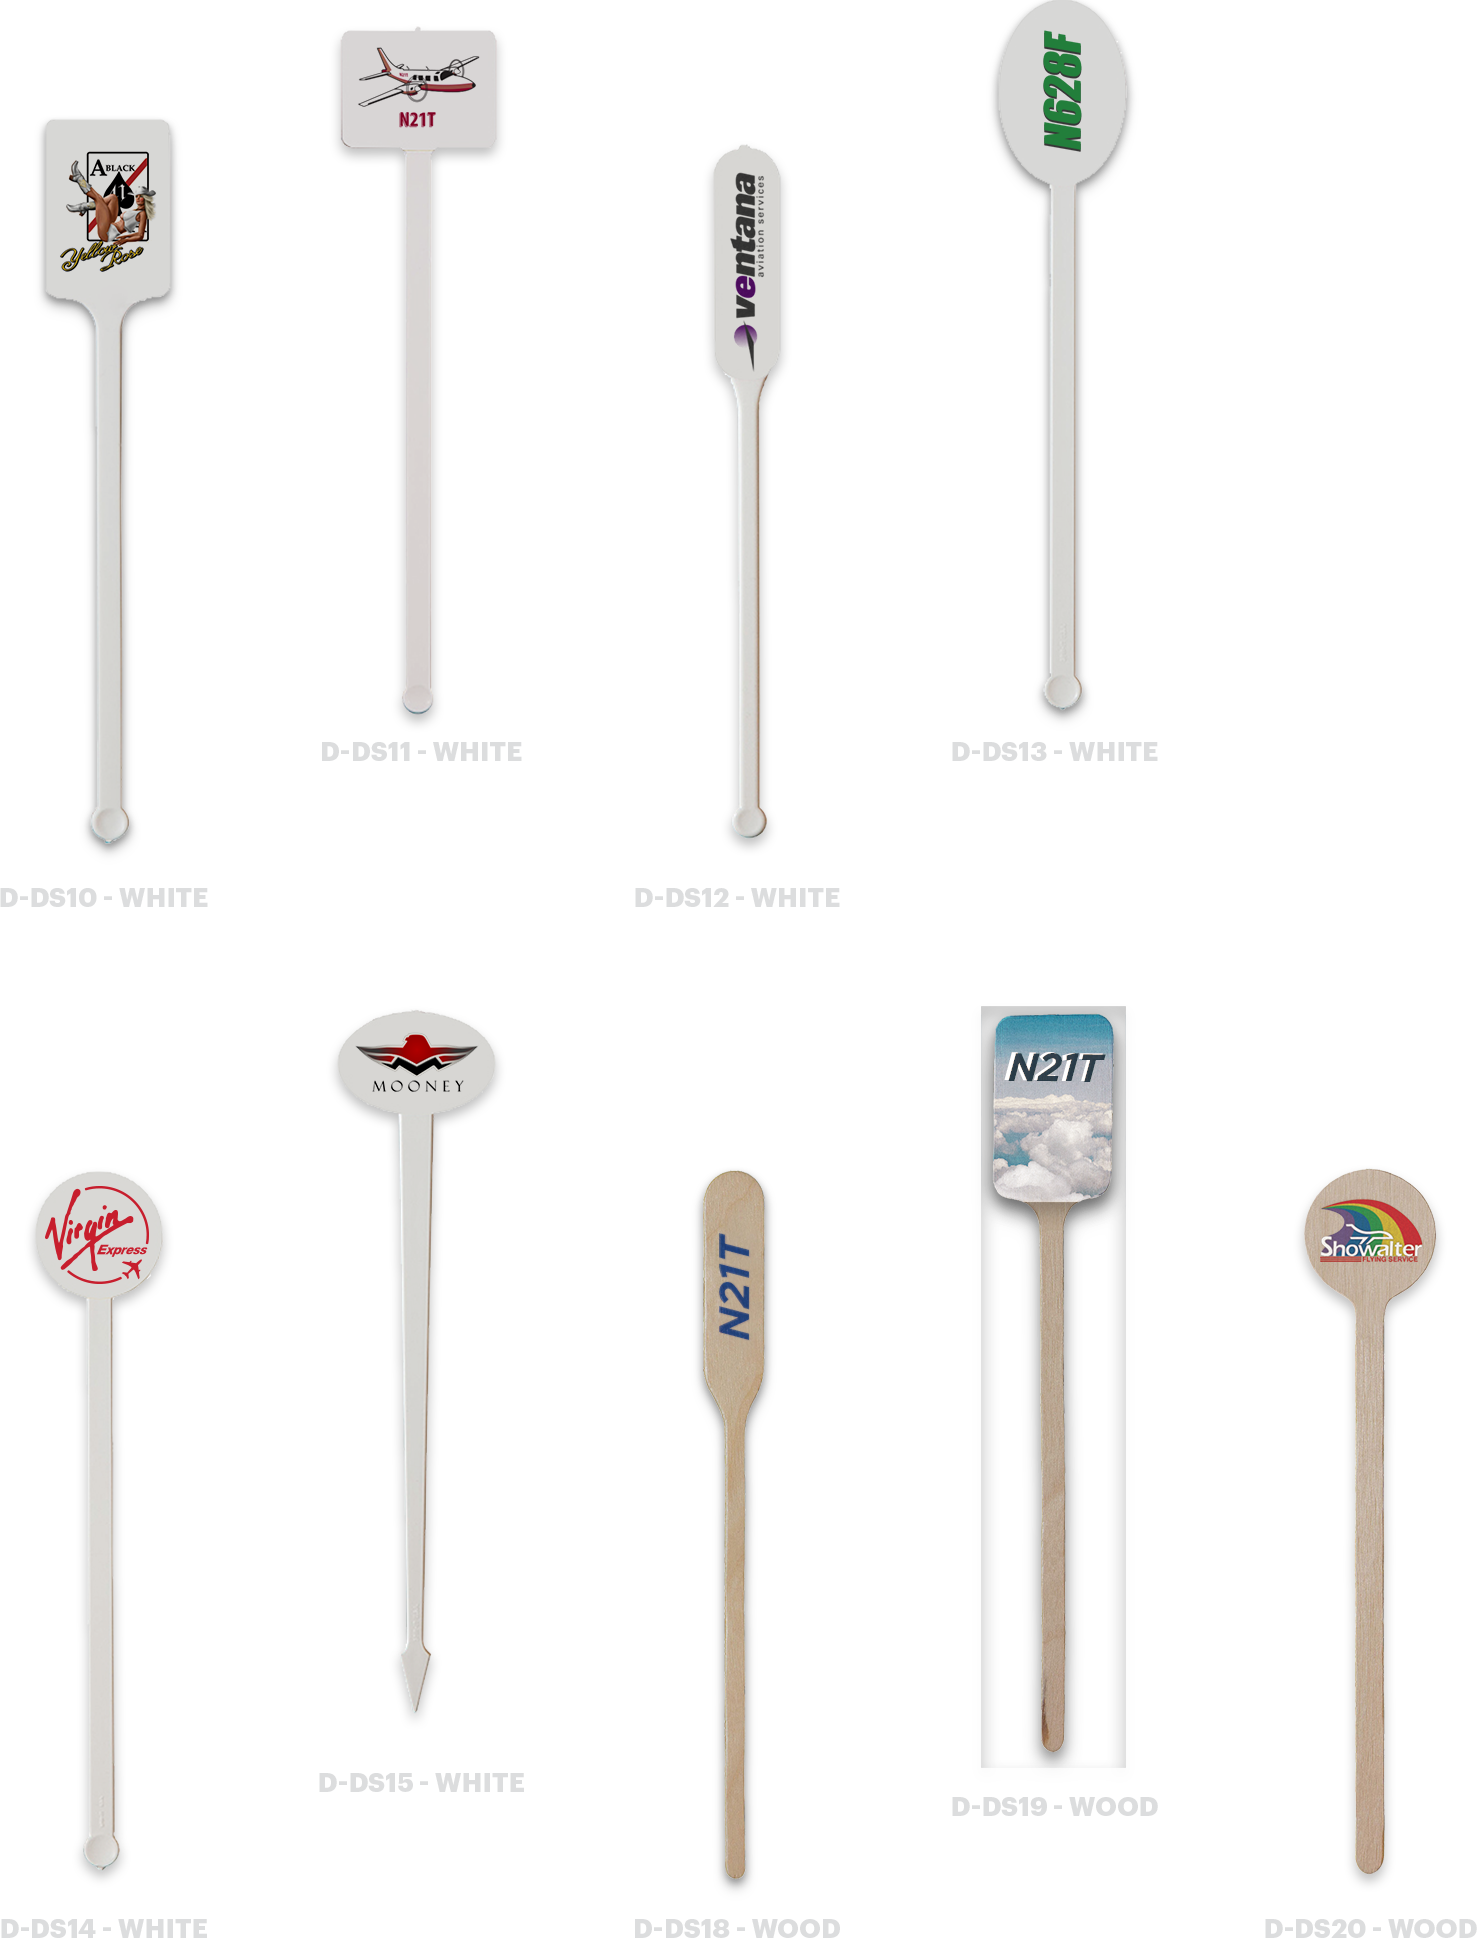 A BLACK
Yellow Rose
D-DS10 - WHITE
N21T
D-DS11 - WHITE
ventana
aviation services
D-DS12 - WHITE
N628F
D-DS13 - WHITE
Virgin
Express
D-DS14 - WHITE
MOONEY
D-DS15 - WHITE
N21T
D-DS18 - WOOD
N21T
D-DS19 - WOOD
Showalter
FLYING SERVICE
D-DS20 - WOOD